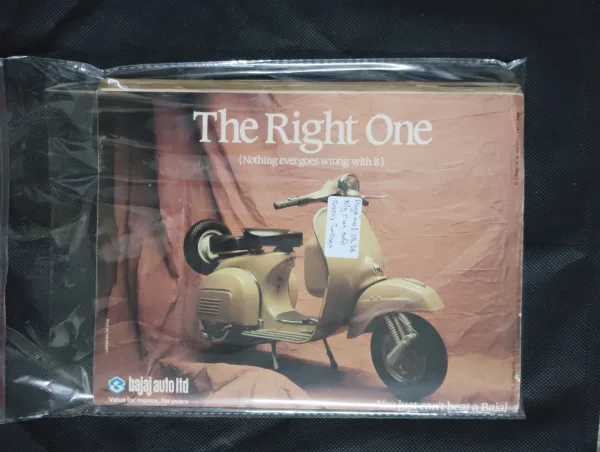 The Right One
(Nothing ever goes wrong with it)
bajaj auto ltd
Value for money, for years
You just can't beat a Bajaj